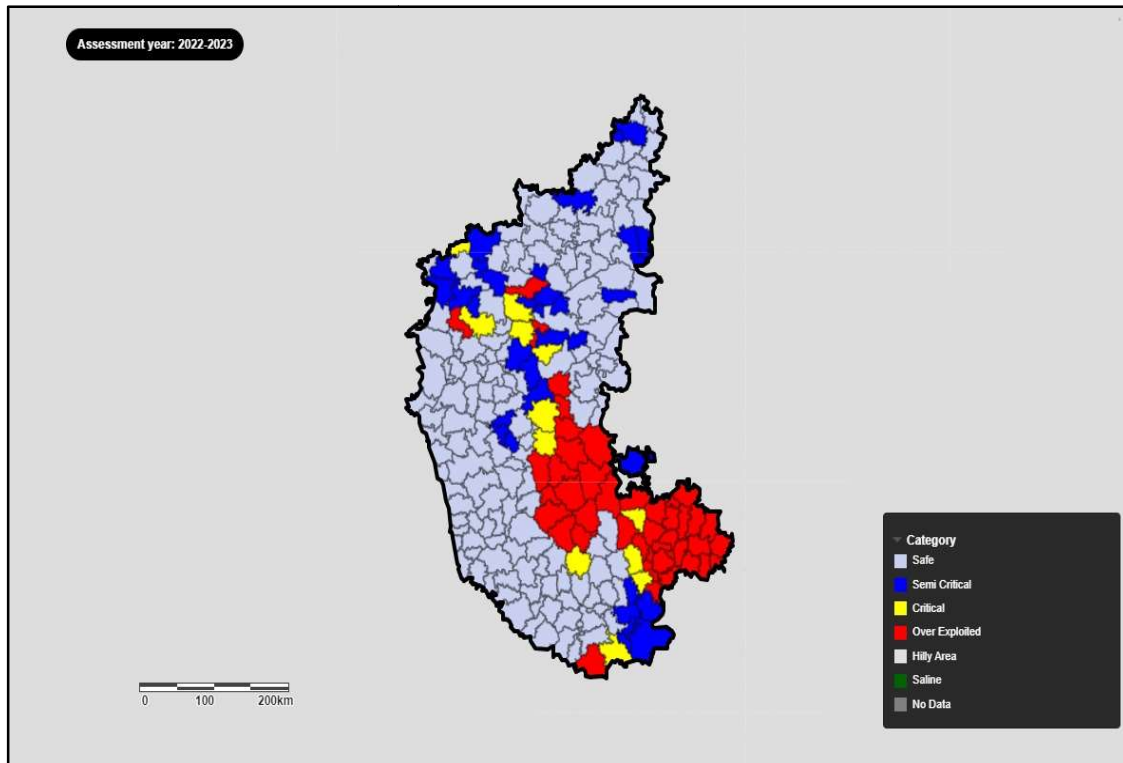 Assessment year: 2022-2023
Category
Safe
Semi Critical
Critical
Over Exploited
Hilly Area
Saline
No Data
0 100 200km